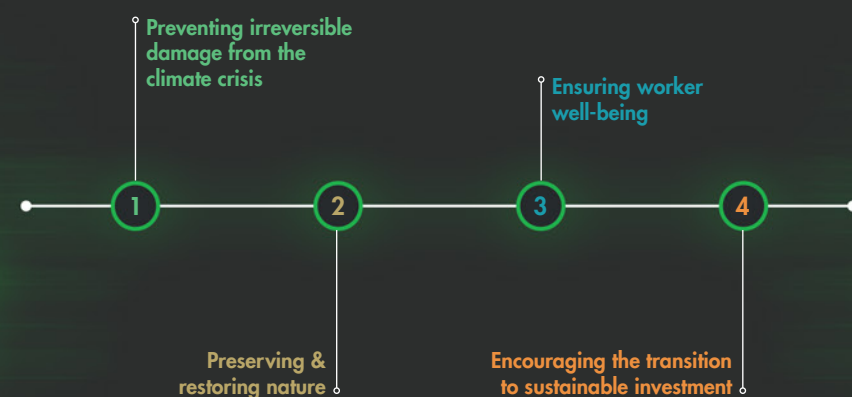 Preventing irreversible
damage from the
climate crisis
Ensuring worker
well-being
1
2
3
4
Preserving &
restoring nature
Encouraging the transition
to sustainable investment